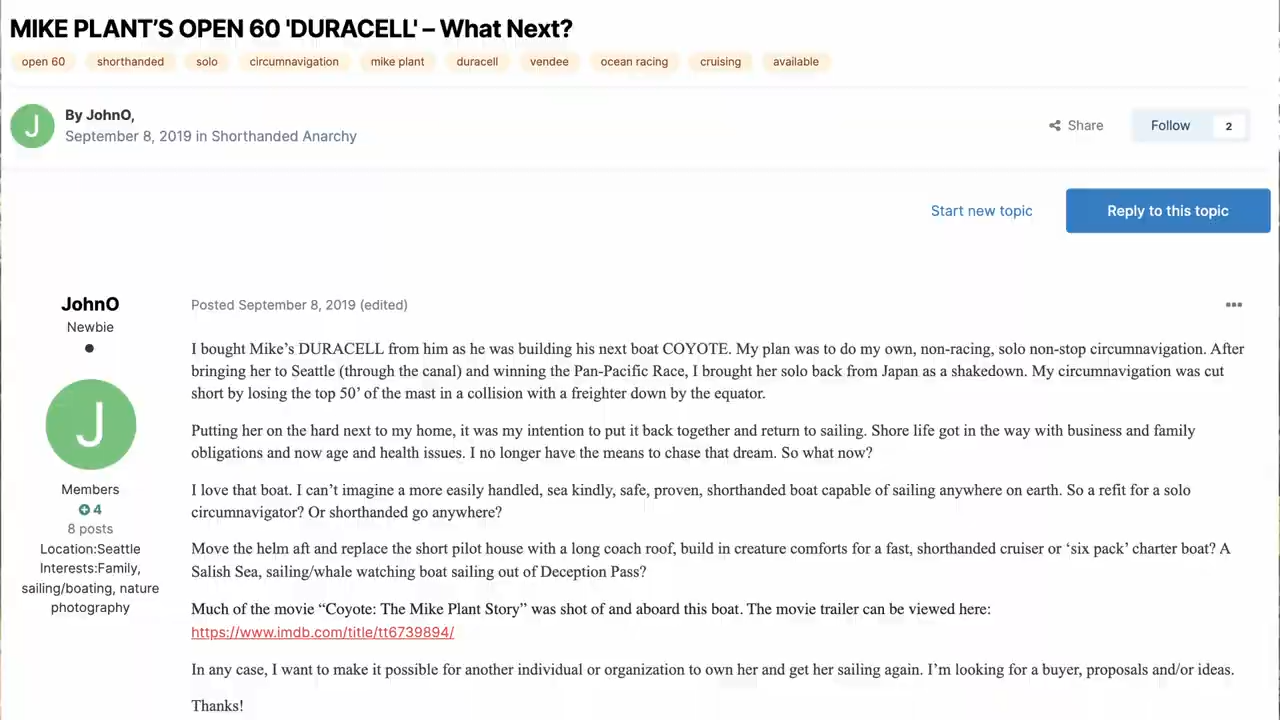 MIKE PLANT’S OPEN 60 'DURACELL' – What Next?
open 60 shorthanded solo circumnavigation mike plant duracell vendee ocean racing cruising available
J
By JohnO,
September 8, 2019 in Shorthanded Anarchy
Share
Follow 2
Start new topic
Reply to this topic
JohnO
Newbie
J
Members
4
8 posts
Location:Seattle
Interests:Family,
sailing/boating, nature
photography
Posted September 8, 2019 (edited)
I bought Mike’s DURACELL from him as he was building his next boat COYOTE. My plan was to do my own, non-racing, solo non-stop circumnavigation. After
bringing her to Seattle (through the canal) and winning the Pan-Pacific Race, I brought her solo back from Japan as a shakedown. My circumnavigation was cut
short by losing the top 50’ of the mast in a collision with a freighter down by the equator.
Putting her on the hard next to my home, it was my intention to put it back together and return to sailing. Shore life got in the way with business and family
obligations and now age and health issues. I no longer have the means to chase that dream. So what now?
I love that boat. I can’t imagine a more easily handled, sea kindly, safe, proven, shorthanded boat capable of sailing anywhere on earth. So a refit for a solo
circumnavigator? Or shorthanded go anywhere?
Move the helm aft and replace the short pilot house with a long coach roof, build in creature comforts for a fast, shorthanded cruiser or ‘six pack’ charter boat? A
Salish Sea, sailing/whale watching boat sailing out of Deception Pass?
Much of the movie “Coyote: The Mike Plant Story” was shot of and aboard this boat. The movie trailer can be viewed here:
https://www.imdb.com/title/tt6739894/
In any case, I want to make it possible for another individual or organization to own her and get her sailing again. I’m looking for a buyer, proposals and/or ideas.
Thanks!